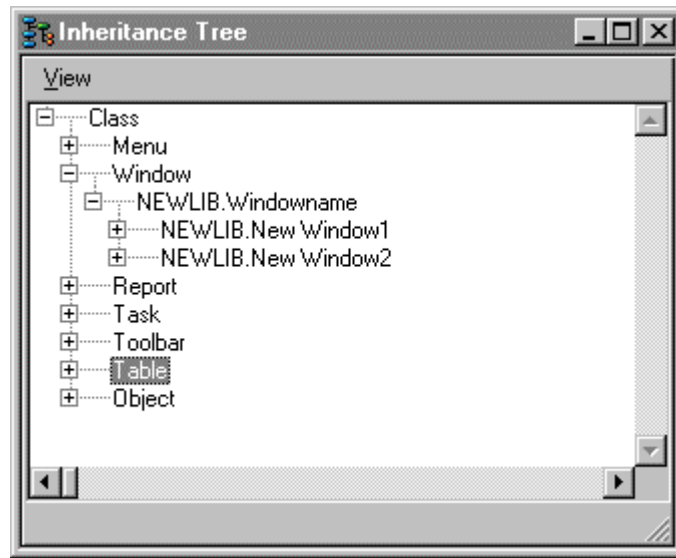 Inheritance Tree
View
Class
Menu
Window
NEWLIB.Windowname
NEWLIB.New Window1
NEWLIB.New Window2
Report
Task
Toolbar
Table
Object